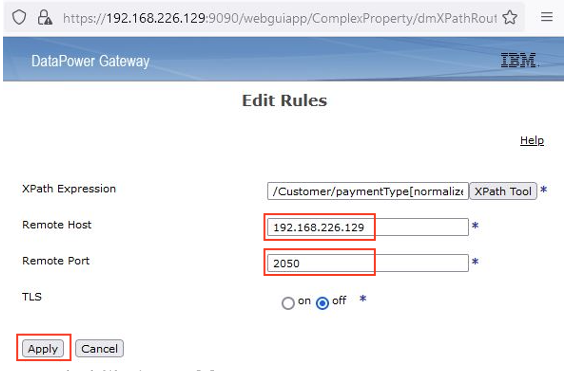 https://192.168.226.129:9090/webguiapp/ComplexProperty/dmXPathRout
DataPower Gateway IBM.
Edit Rules
Help
XPath Expression /Customer/paymentType[normalize XPath Tool *
Remote Host 192.168.226.129 *
Remote Port 2050 *
TLS on off *
Apply Cancel